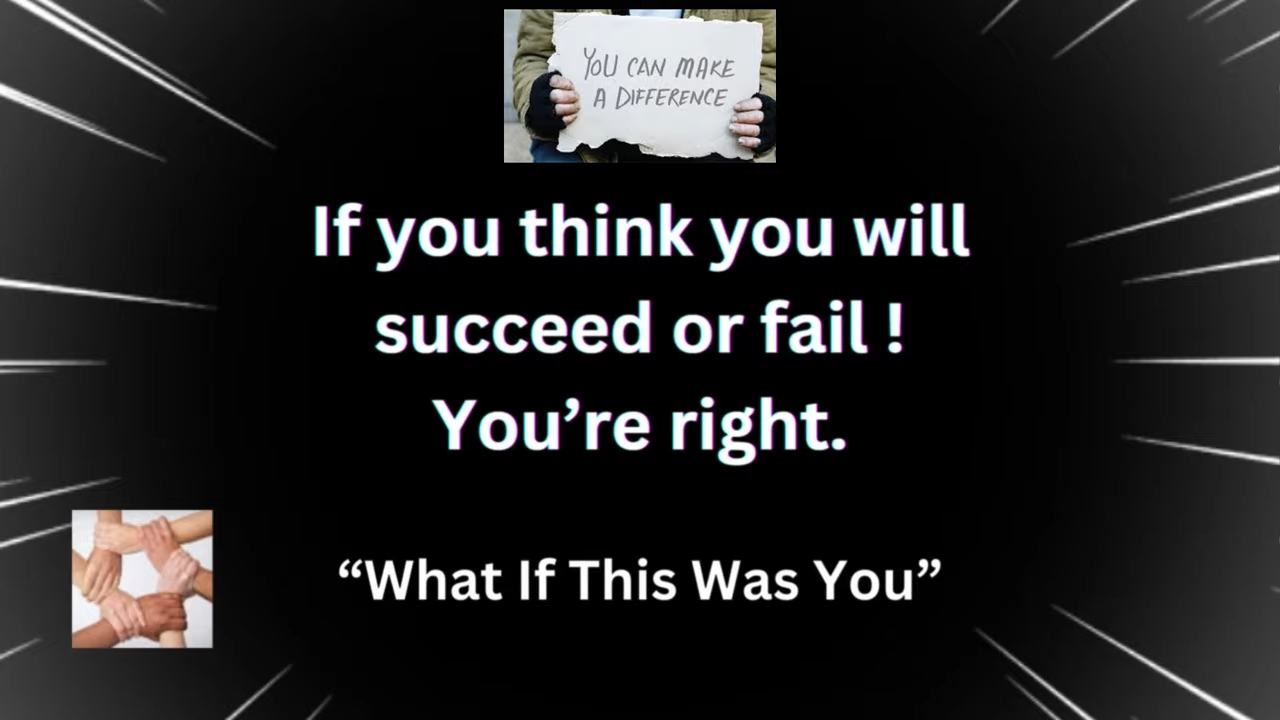 YOU CAN MAKE
A DIFFERENCE
If you think you will
succeed or fail !
You’re right.
“What If This Was You”